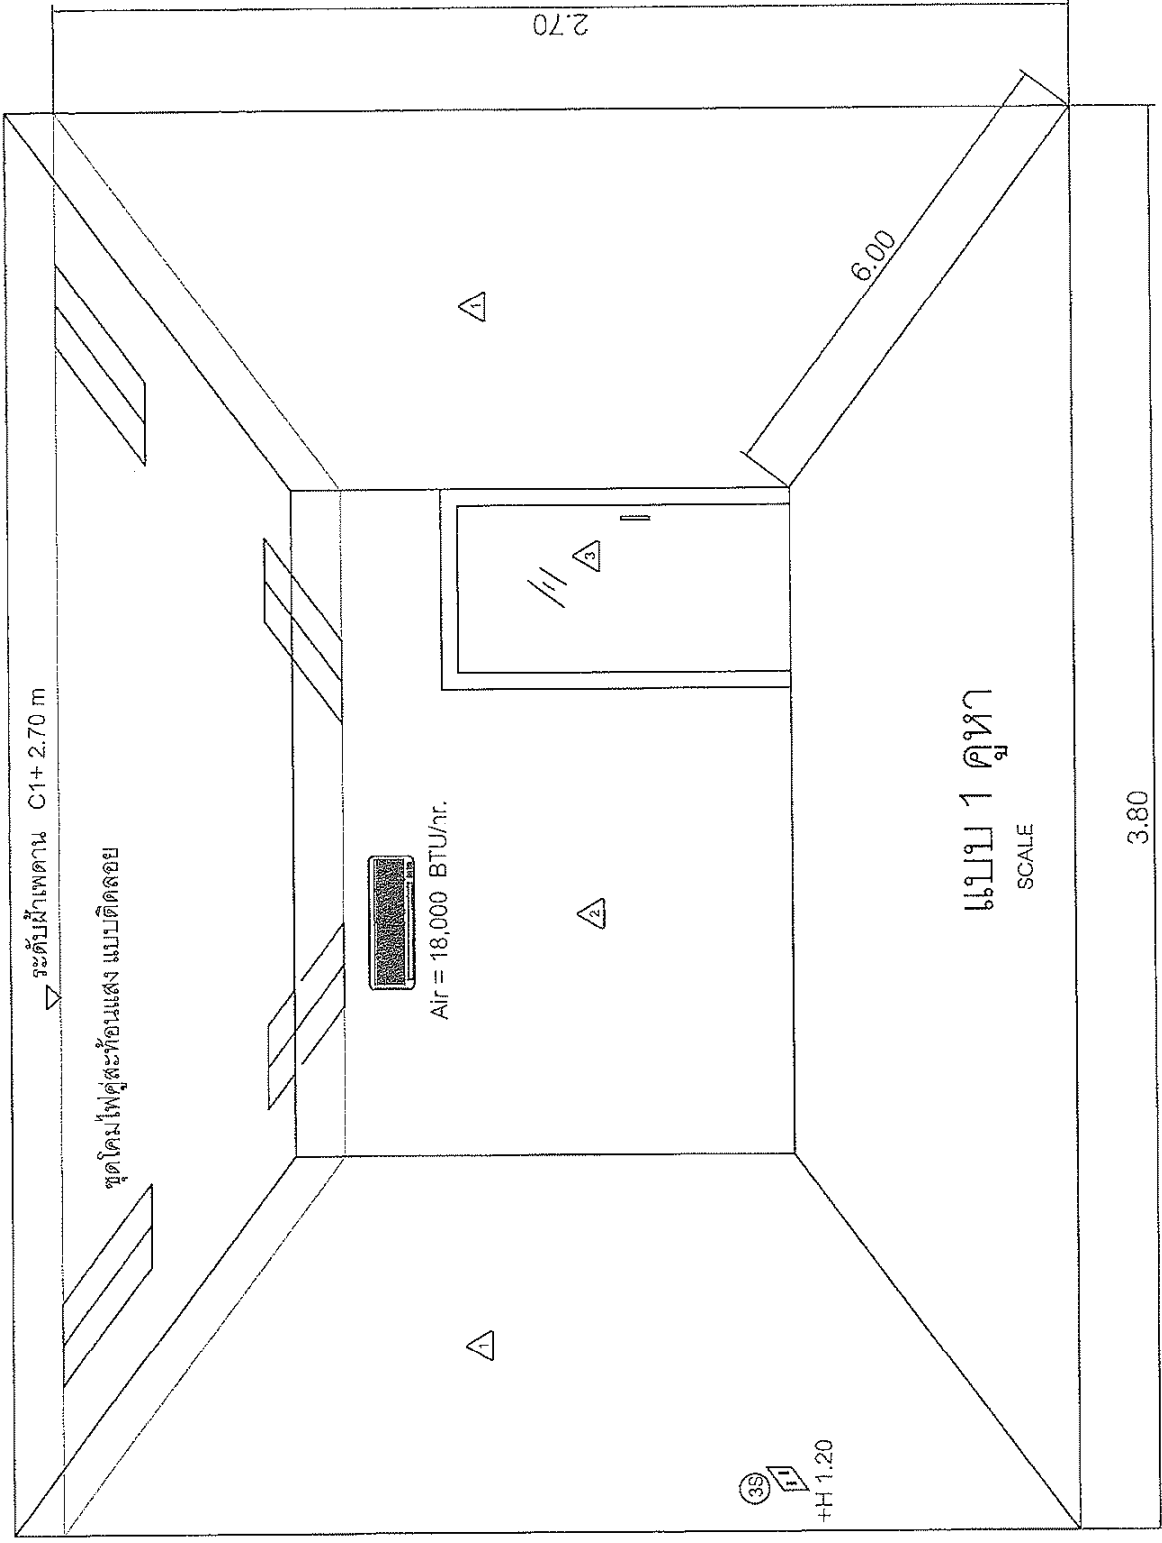 ระดับฝ้าเพดาน C1+ 2.70 m
ชุดโคมไฟคู่สะท้อนแสง แบบติดลอย
2.70
Air = 18,000 BTU/hr.
1
1
2
3
6.00
3S
+H 1.20
แบบ 1 คูหา
SCALE
3.80